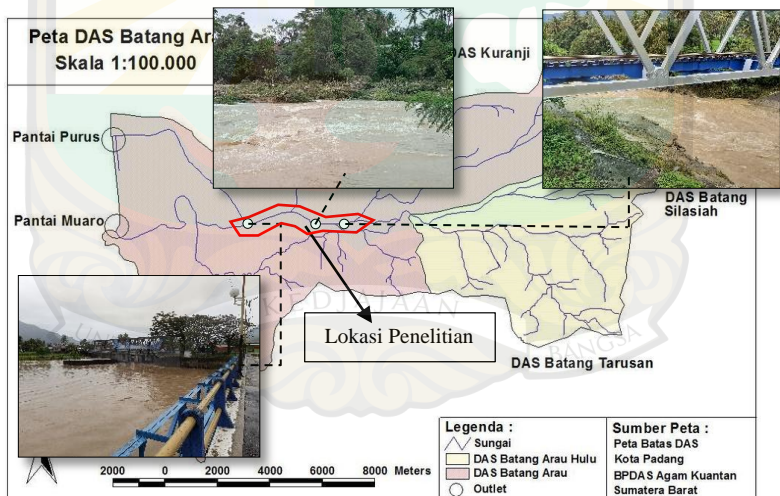 Peta DAS Batang Ar
Skala 1:100.000
DAS Kuranji
Pantai Purus
DAS Batang
Silasiah
Pantai Muaro
KEDJAJAAN
BANGSA
Lokasi Penelitian
DAS Batang Tarusan
Legenda :
Sungai
DAS Batang Arau Hulu
DAS Batang Arau
Outlet
Sumber Peta :
Peta Batas DAS
Kota Padang
BPDAS Agam Kuantan
Sumatera Barat
2000 0 2000 4000 6000 8000 Meters